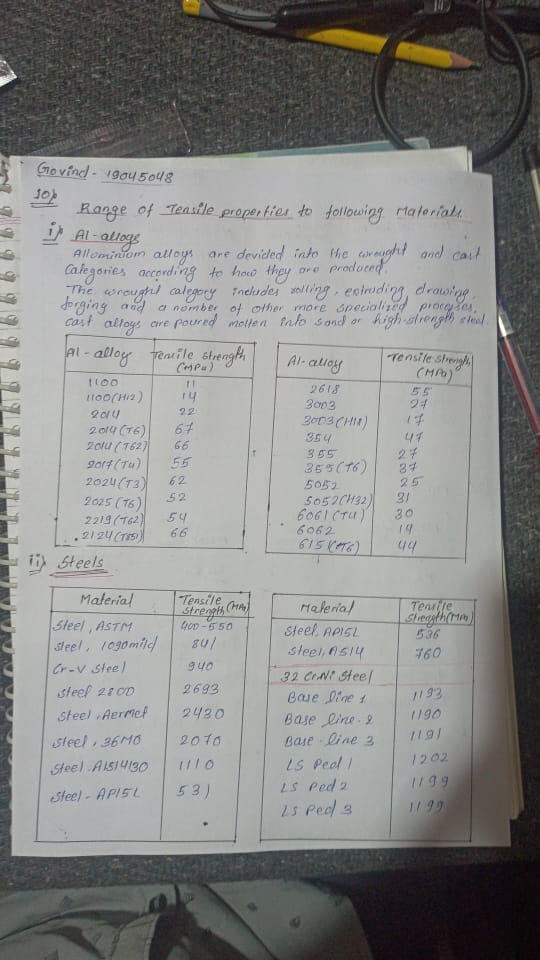 Govind - 19045048
10)
Range of Tensile properties to following Materials.
i) Al-alloys
Allominium alloys are devided into the wrought and cast
Categories according to how they are produced.
The wrought category includes rolling, extruding drawing,
forging and a number of other more specialized processes,
cast alloys are poured molten into sand or high-strength steel.
Al-alloy Tensile strength (MPa)
1100 11
1100(H12) 14
2014 22
2014(T6) 67
2014(T62) 66
2017(T4) 55
2024(T3) 62
2025(T6) 52
2219(T62) 54
2124(T851) 66
Al-alloy Tensile strength (MPa)
2618 55
3003 27
3003(H18) 17
354 47
355 27
355(T6) 37
5052 25
5052(H32) 31
6061(T4) 30
6062 14
6151(T6) 44
ii) Steels
Material Tensile Strength(MPa)
Steel, ASTM 400-550
Steel, 1090mild 841
Cr-V Steel 940
Steel 2800 2693
Steel, Aermet 2430
Steel, 36MO 2070
Steel. AISI4130 1110
Steel - API5L 531
Material Tensile Strength(MPa)
Steel, API5L 536
Steel, A514 760
32 CrNi Steel
Base line 1 1193
Base line-2 1190
Base-line 3 1191
LS Ped 1 1202
LS Ped 2 1199
LS Ped 3 1199